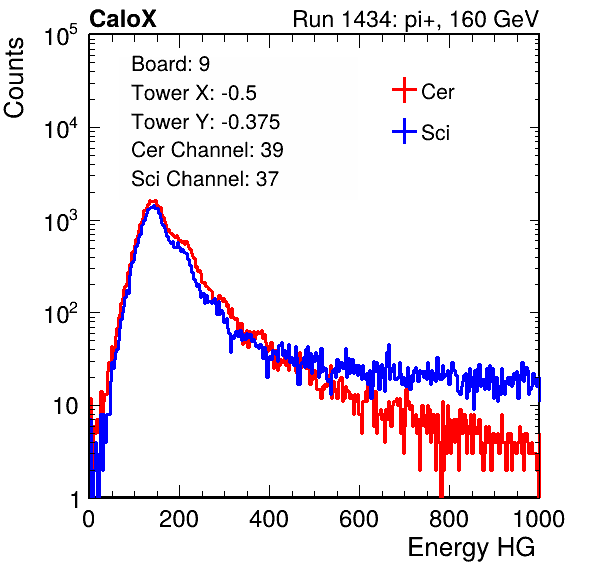 CaloX Run 1434: pi+, 160 GeV
Counts
Board: 9
Tower X: -0.5
Tower Y: -0.375
Cer Channel: 39
Sci Channel: 37
Cer
Sci
10^5
10^4
10^3
10^2
10
1
0 200 400 600 800 1000
Energy HG